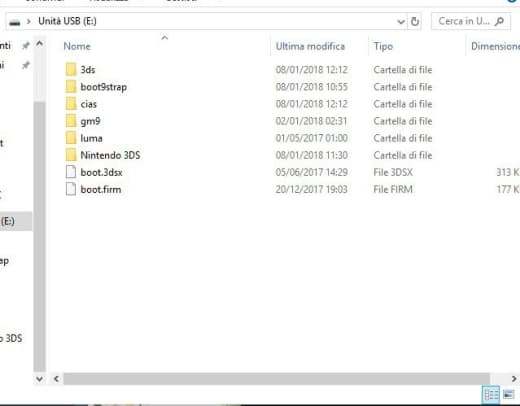 Unità USB (E:)
Cerca in U...
Nome Ultima modifica Tipo Dimensione
3ds 08/01/2018 12:12 Cartella di file
boot9strap 08/01/2018 10:55 Cartella di file
cias 08/01/2018 12:12 Cartella di file
gm9 02/01/2018 02:31 Cartella di file
luma 01/05/2017 01:00 Cartella di file
Nintendo 3DS 08/01/2018 11:30 Cartella di file
boot.3dsx 05/06/2017 14:29 File 3DSX 313 K
boot.firm 20/12/2017 19:03 File FIRM 177 K
nti
ni
t
(E:)
ap
o 3DS